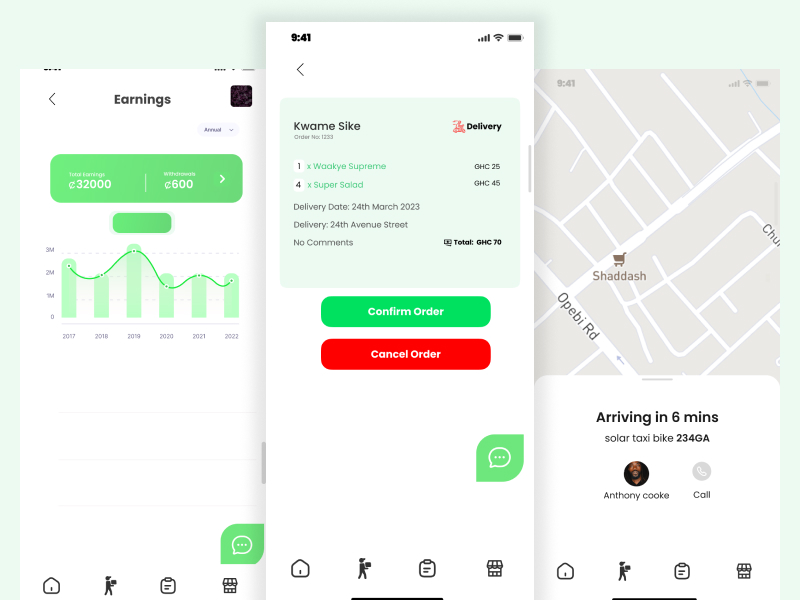 Earnings
Annual
Total Earnings
₵32000
Withdrawals
₵600
3M
2M
1M
0
2017
2018
2019
2020
2021
2022
9:41
Kwame Sike
Order No: 1233
Delivery
1 x Waakye Supreme
GHC 25
4 x Super Salad
GHC 45
Delivery Date: 24th March 2023
Delivery: 24th Avenue Street
No Comments
Total: GHC 70
Confirm Order
Cancel Order
9:41
Shaddash
Opebi Rd
Arriving in 6 mins
solar taxi bike 234GA
Anthony cooke
Call